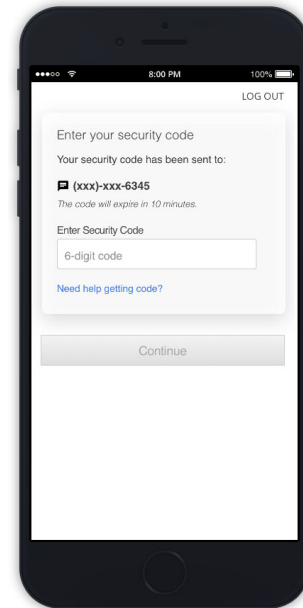 8:00 PM 100%
LOG OUT
Enter your security code
Your security code has been sent to:
(xxx)-xxx-6345
The code will expire in 10 minutes.
Enter Security Code
6-digit code
Need help getting code?
Continue